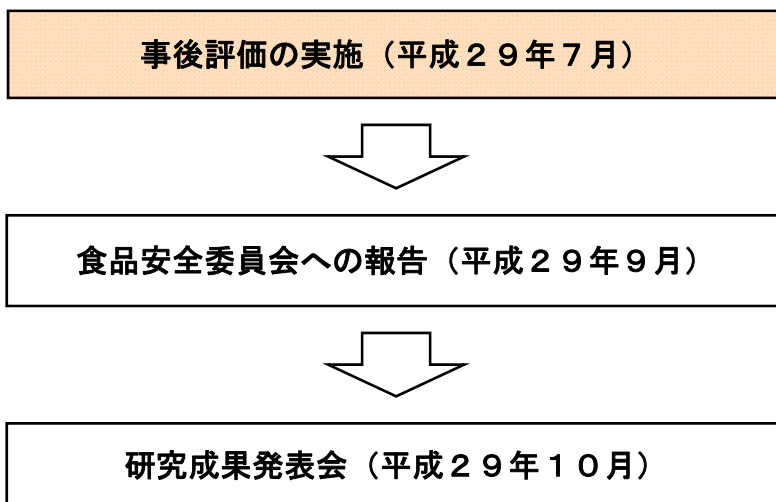 事後評価の実施（平成２９年７月）
食品安全委員会への報告（平成２９年９月）
研究成果発表会（平成２９年１０月）